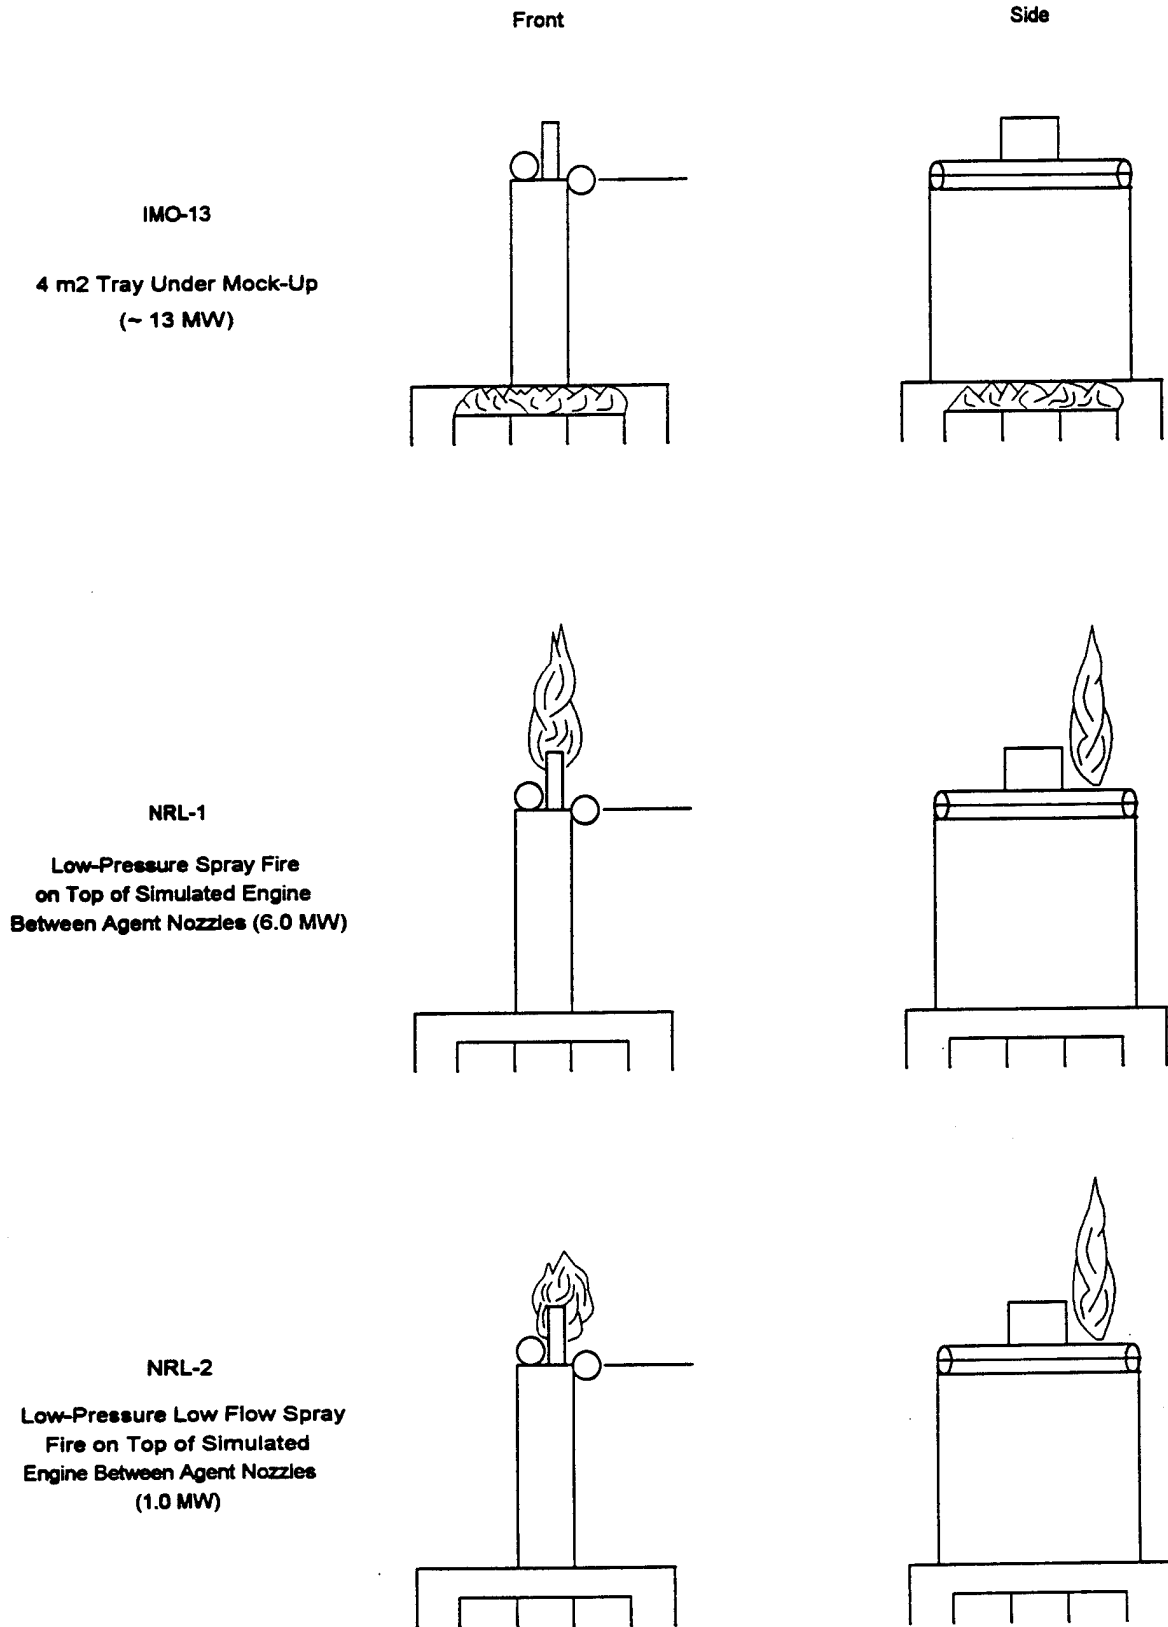 Front
Side
IMO-13
4 m2 Tray Under Mock-Up
(~ 13 MW)
NRL-1
Low-Pressure Spray Fire
on Top of Simulated Engine
Between Agent Nozzles (6.0 MW)
NRL-2
Low-Pressure Low Flow Spray
Fire on Top of Simulated
Engine Between Agent Nozzles
(1.0 MW)